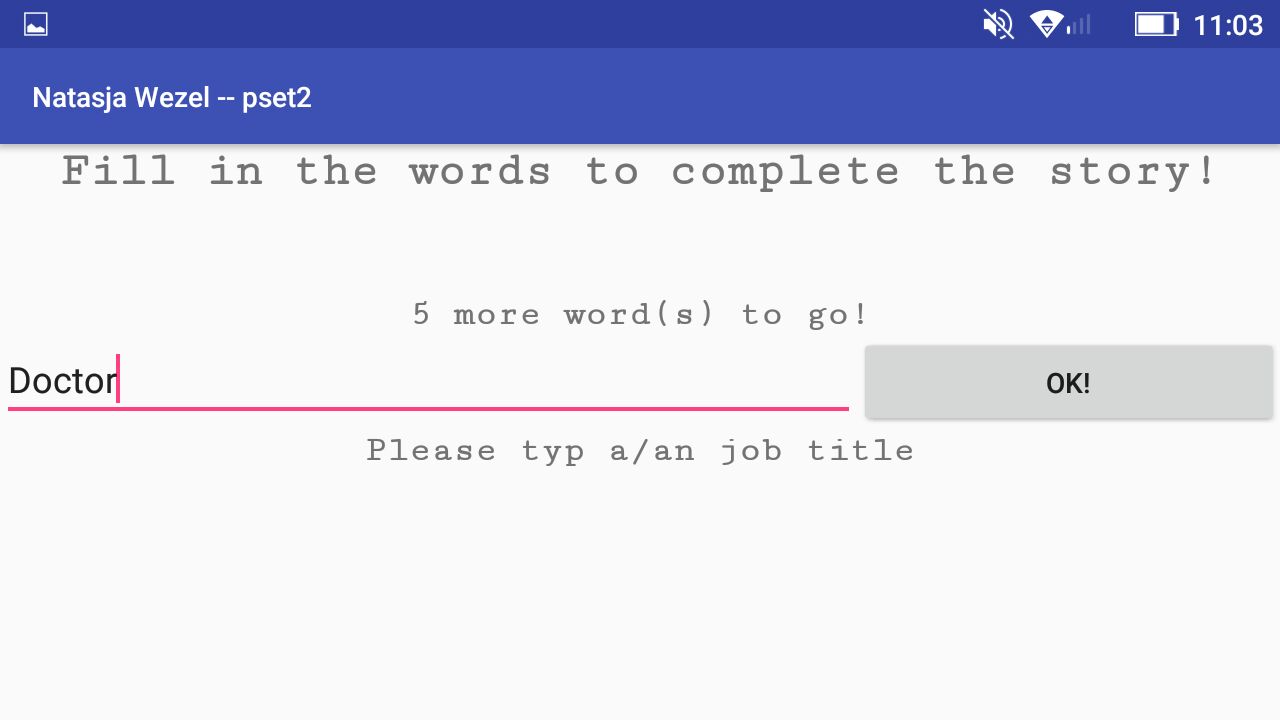 11:03
Natasja Wezel -- pset2
Fill in the words to complete the story!
5 more word(s) to go!
Doctor
OK!
Please typ a/an job title